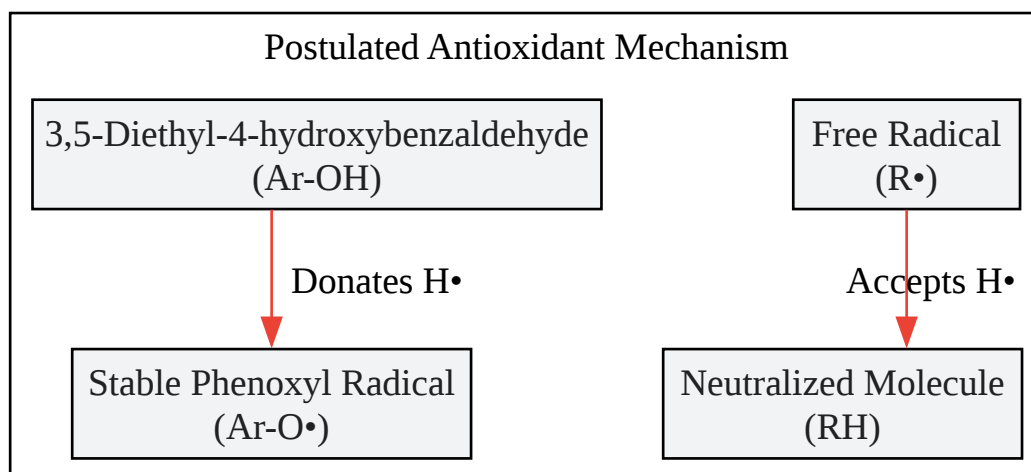 Postulated Antioxidant Mechanism
3,5-Diethyl-4-hydroxybenzaldehyde
(Ar-OH)
Free Radical
(R•)
Donates H•
Accepts H•
Stable Phenoxyl Radical
(Ar-O•)
Neutralized Molecule
(RH)